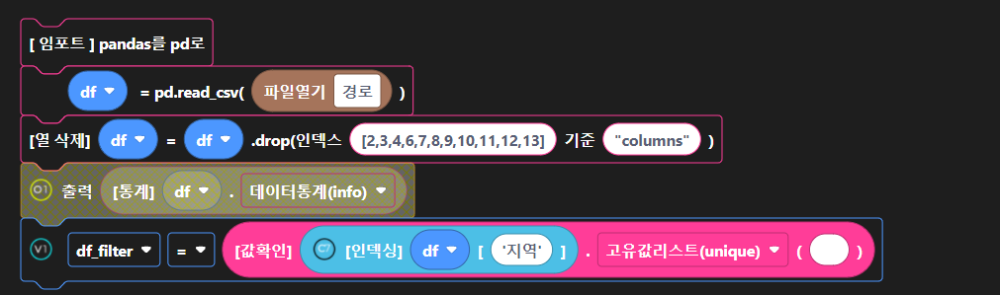 [ 임포트 ] pandas를 pd로
df = pd.read_csv( 파일열기 경로 )
[열 삭제] df = df .drop(인덱스 [2,3,4,6,7,8,9,10,11,12,13] 기준 "columns" )
O1 출력 [통계] df . 데이터통계(info)
V1 df_filter = [값확인] C7 [인덱싱] df [ '지역' ] . 고유값리스트(unique) ( )